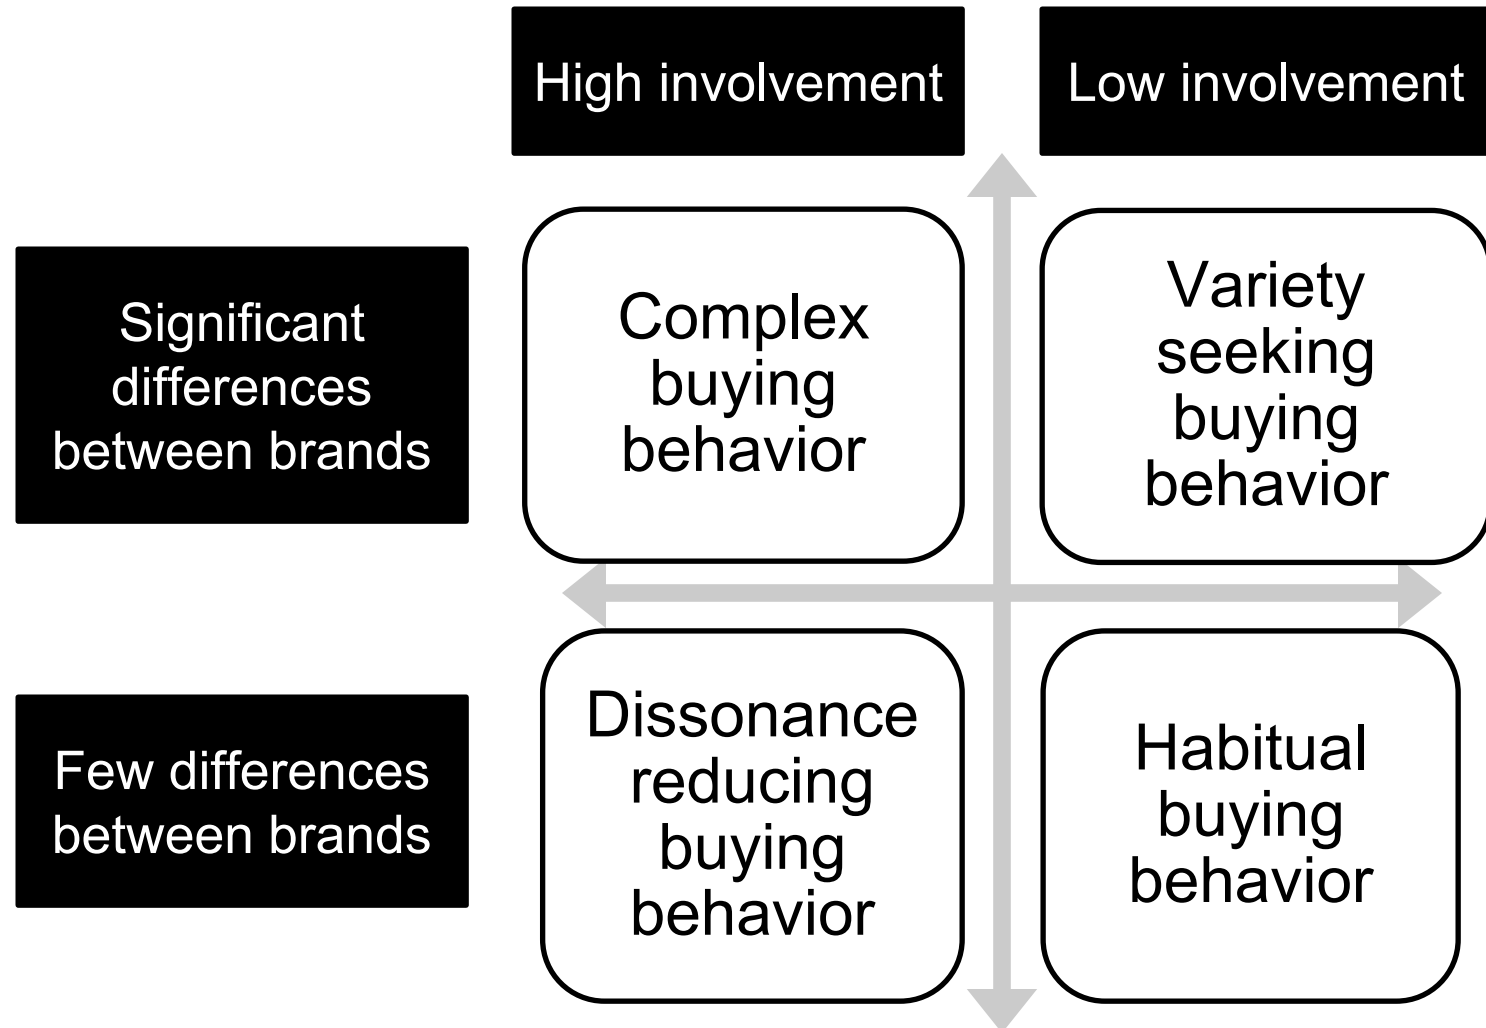 High involvement
Low involvement
Significant
differences
between brands
Complex
buying
behavior
Variety
seeking
buying
behavior
Few differences
between brands
Dissonance
reducing
buying
behavior
Habitual
buying
behavior